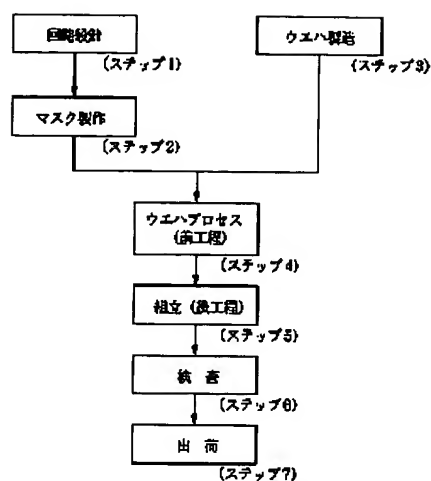 回路設計
(ステップ1)
ウエハ製造
(ステップ3)
マスク製作
(ステップ2)
ウエハプロセス
(前工程)
(ステップ4)
組立 (後工程)
(ステップ5)
検 査
(ステップ6)
出 荷
(ステップ7)